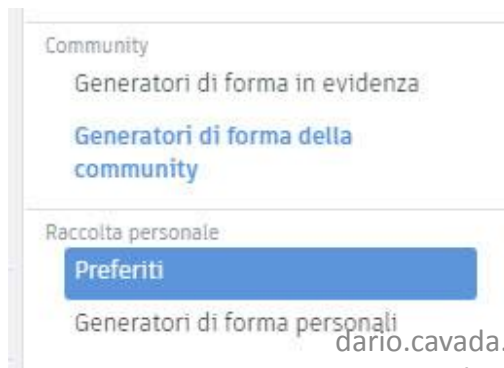 Community
Generatori di forma in evidenza
Generatori di forma della
community
Raccolta personale
Preferiti
Generatori di forma personali
dario.cavada.